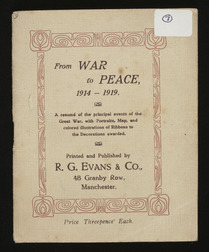 From WAR
to PEACE,
1914 – 1919.
A record of the principal events of the
Great War, with Portraits, Map, and
colored illustrations of Ribbons to
the Decorations awarded.
Printed and Published by
R. G. EVANS & CO.,
48 Granby Row,
Manchester.
Price Threepence Each.